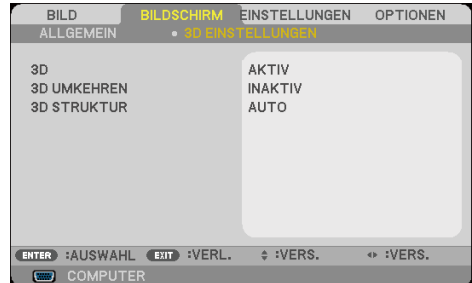 BILD BILDSCHIRM EINSTELLUNGEN OPTIONEN
ALLGEMEIN • 3D EINSTELLUNGEN
3D AKTIV
3D UMKEHREN INAKTIV
3D STRUKTUR AUTO
ENTER :AUSWAHL EXIT :VERL. :VERS. :VERS.
COMPUTER